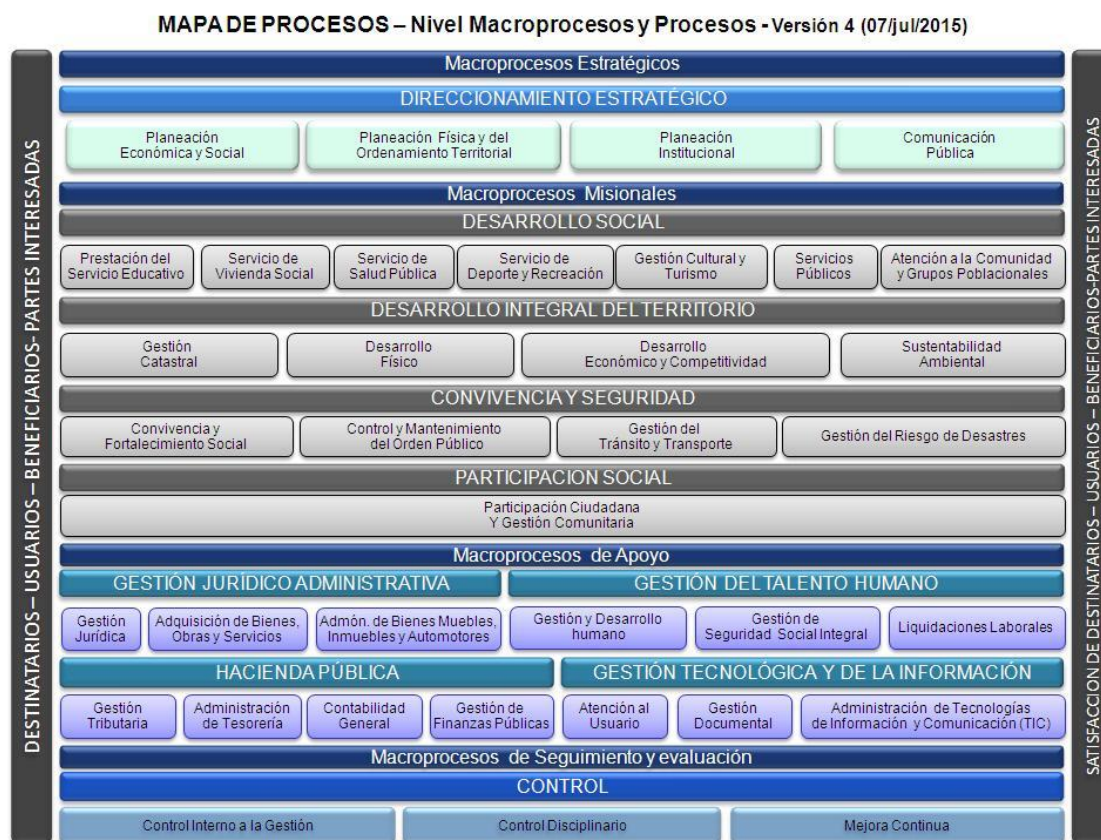 MAPA DE PROCESOS – Nivel Macroprocesos y Procesos - Versión 4 (07/jul/2015)
DESTINATARIOS – USUARIOS – BENEFICIARIOS- PARTES INTERESADAS
Macroprocesos Estratégicos
DIRECCIONAMIENTO ESTRATÉGICO
Planeación
Económica y Social
Planeación Física y del
Ordenamiento Territorial
Planeación
Institucional
Comunicación
Pública
Macroprocesos Misionales
DESARROLLO SOCIAL
Prestación del
Servicio Educativo
Servicio de
Vivienda Social
Servicio de
Salud Pública
Servicio de
Deporte y Recreación
Gestión Cultural y
Turismo
Servicios
Públicos
Atención a la Comunidad
y Grupos Poblacionales
DESARROLLO INTEGRAL DEL TERRITORIO
Gestión
Catastral
Desarrollo
Físico
Desarrollo
Económico y Competitividad
Sustentabilidad
Ambiental
CONVIVENCIA Y SEGURIDAD
Convivencia y
Fortalecimiento Social
Control y Mantenimiento
del Orden Público
Gestión del
Tránsito y Transporte
Gestión del Riesgo de Desastres
PARTICIPACION SOCIAL
Participación Ciudadana
Y Gestión Comunitaria
Macroprocesos de Apoyo
GESTIÓN JURÍDICO ADMINISTRATIVA
GESTIÓN DEL TALENTO HUMANO
Gestión
Jurídica
Adquisición de Bienes,
Obras y Servicios
Admón. de Bienes Muebles,
Inmuebles y Automotores
Gestión y Desarrollo
humano
Gestión de
Seguridad Social Integral
Liquidaciones Laborales
HACIENDA PÚBLICA
GESTIÓN TECNOLÓGICA Y DE LA INFORMACIÓN
Gestión
Tributaria
Administración
de Tesorería
Contabilidad
General
Gestión de
Finanzas Públicas
Atención al
Usuario
Gestión
Documental
Administración de Tecnologías
de Información y Comunicación (TIC)
Macroprocesos de Seguimiento y evaluación
CONTROL
Control Interno a la Gestión
Control Disciplinario
Mejora Continua
SATISFACCION DE DESTINATARIOS – USUARIOS – BENEFICIARIOS-PARTES INTERESADAS